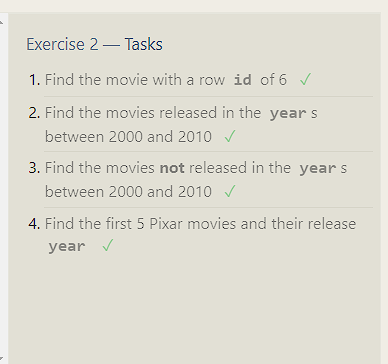 Exercise 2 — Tasks
1. Find the movie with a row id of 6 ✓
2. Find the movies released in the year s
between 2000 and 2010 ✓
3. Find the movies not released in the year s
between 2000 and 2010 ✓
4. Find the first 5 Pixar movies and their release
year ✓